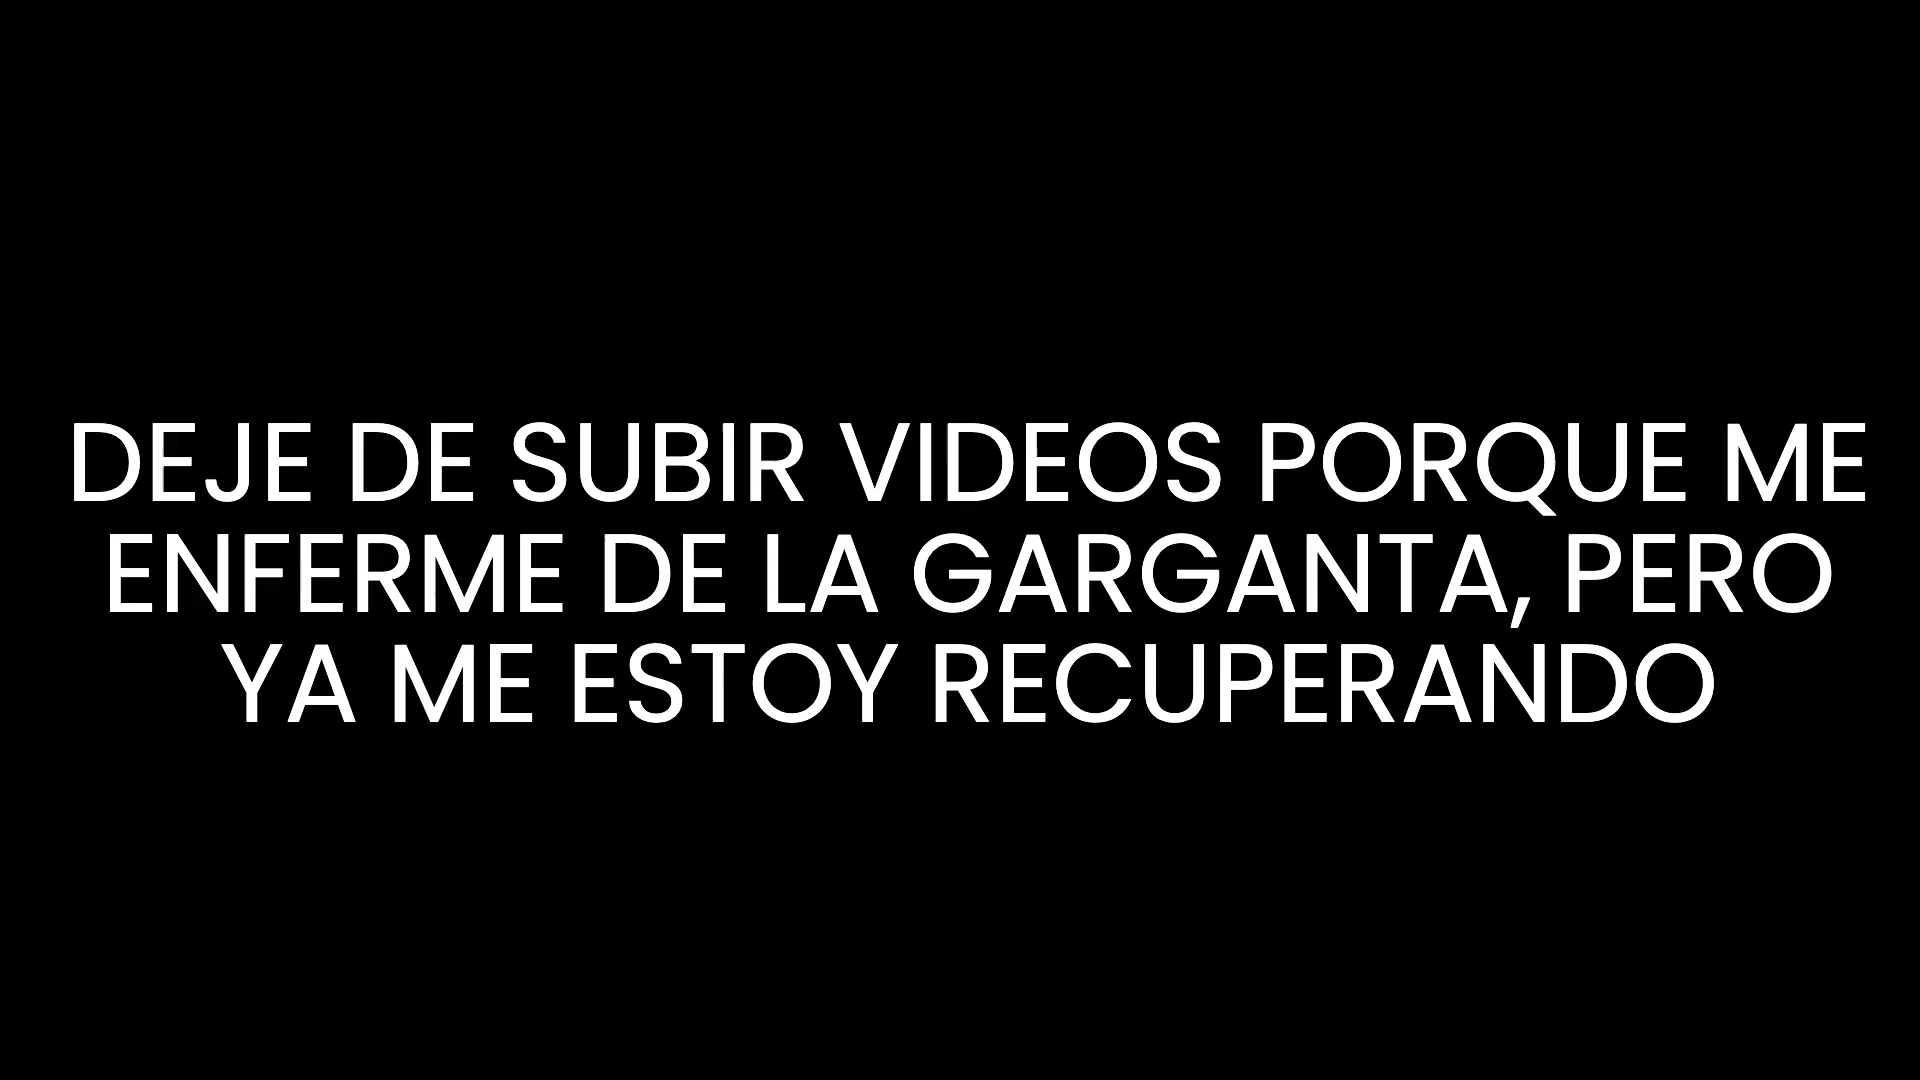 DEJE DE SUBIR VIDEOS PORQUE ME
ENFERME DE LA GARGANTA, PERO
YA ME ESTOY RECUPERANDO